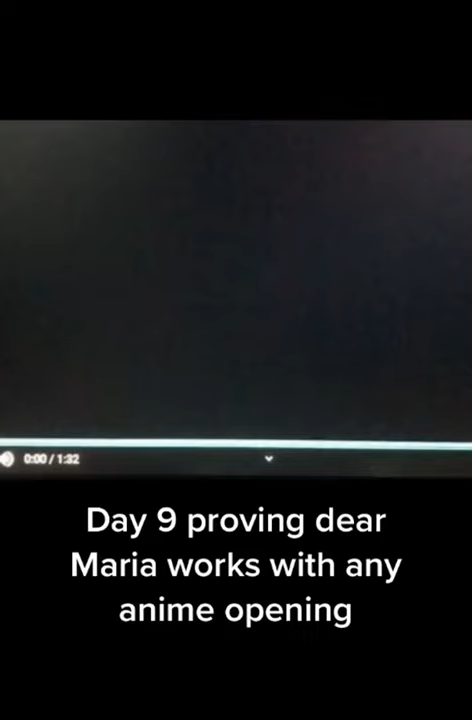 0:00 / 1:32
Day 9 proving dear
Maria works with any
anime opening